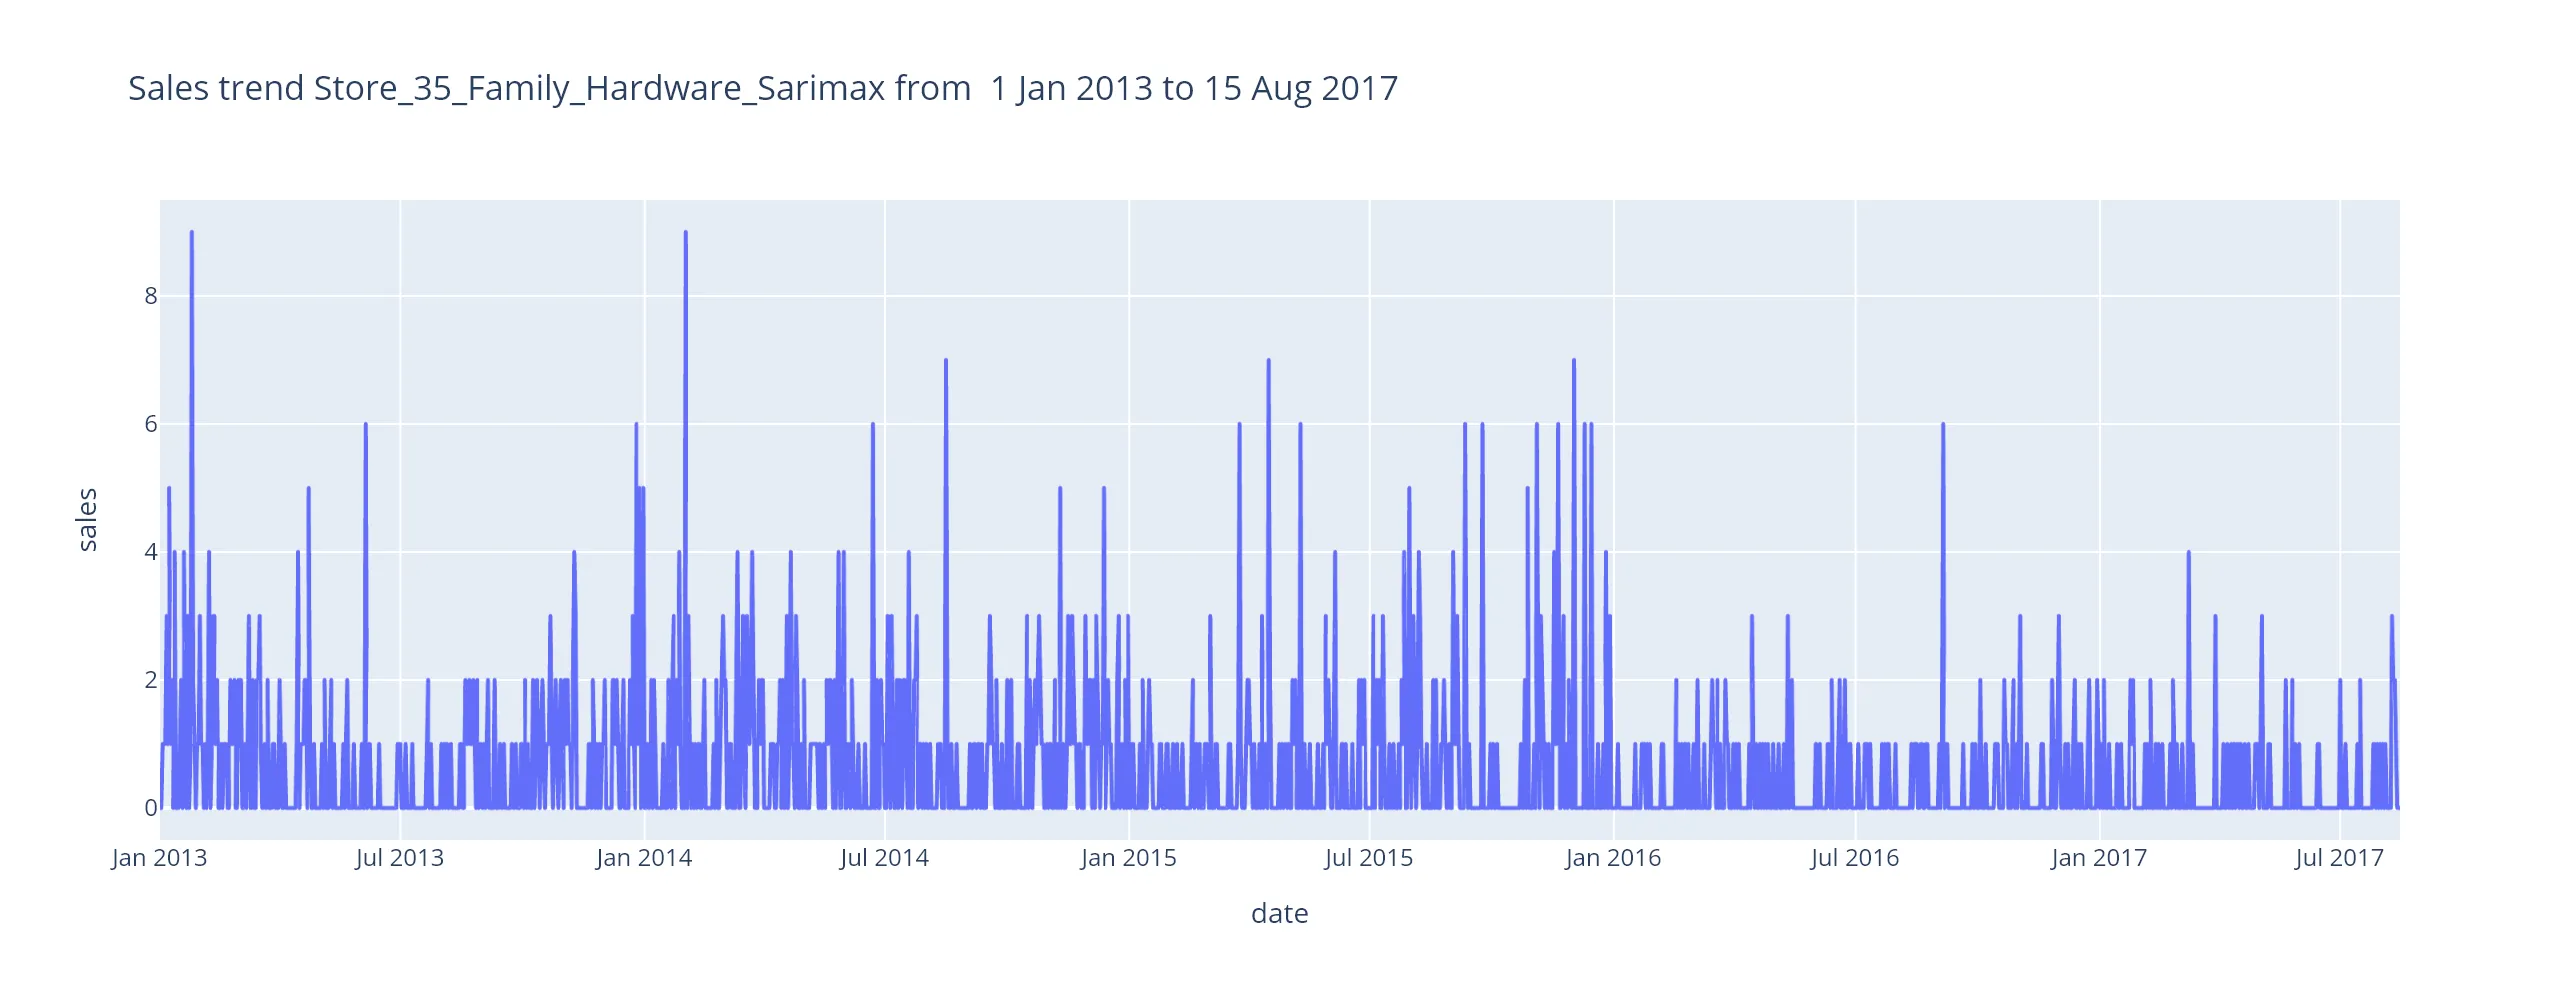 Sales trend Store_35_Family_Hardware_Sarimax from  1 Jan 2013 to 15 Aug 2017
8
6
4
2
0
sales
Jan 2013 Jul 2013 Jan 2014 Jul 2014 Jan 2015 Jul 2015 Jan 2016 Jul 2016 Jan 2017 Jul 2017
date